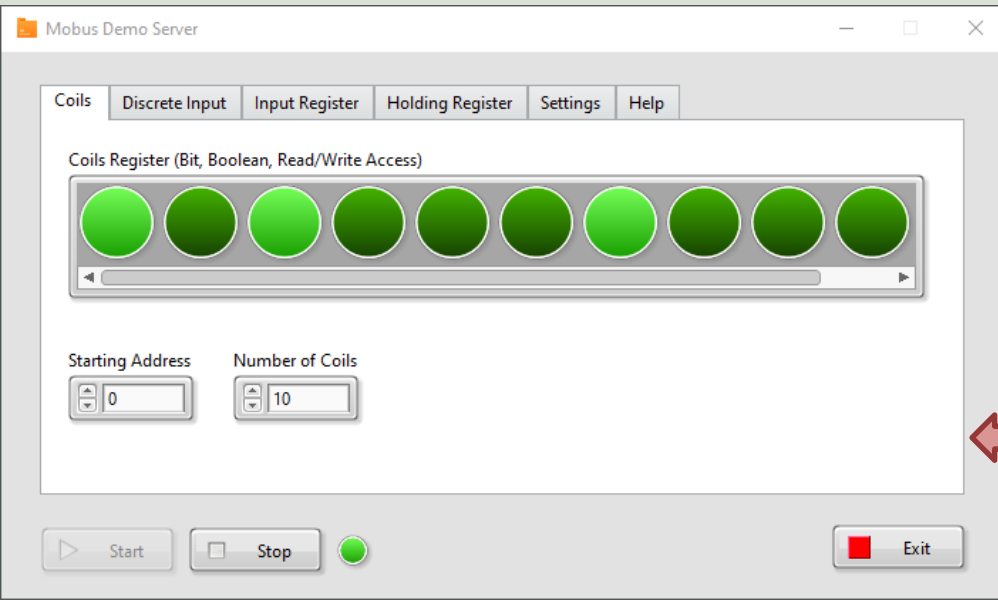 Mobus Demo Server
Coils Discrete Input Input Register Holding Register Settings Help
Coils Register (Bit, Boolean, Read/Write Access)
Starting Address Number of Coils
0 10
Start Stop Exit